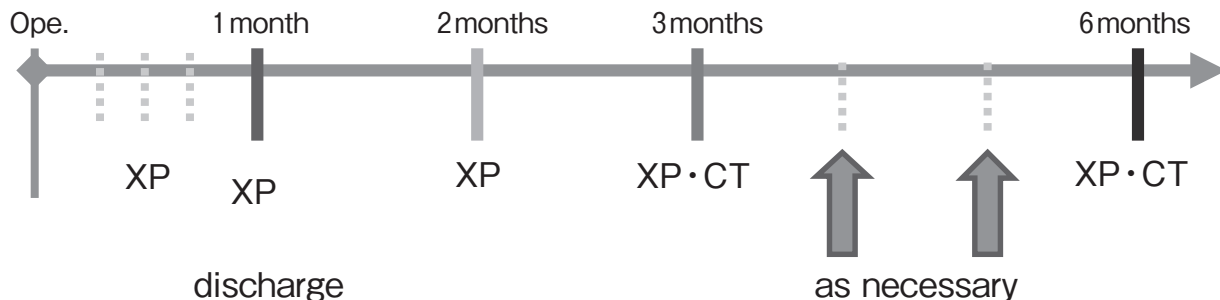 Ope. 1 month 2 months 3 months 6 months
XP XP XP XP・CT XP・CT
discharge as necessary